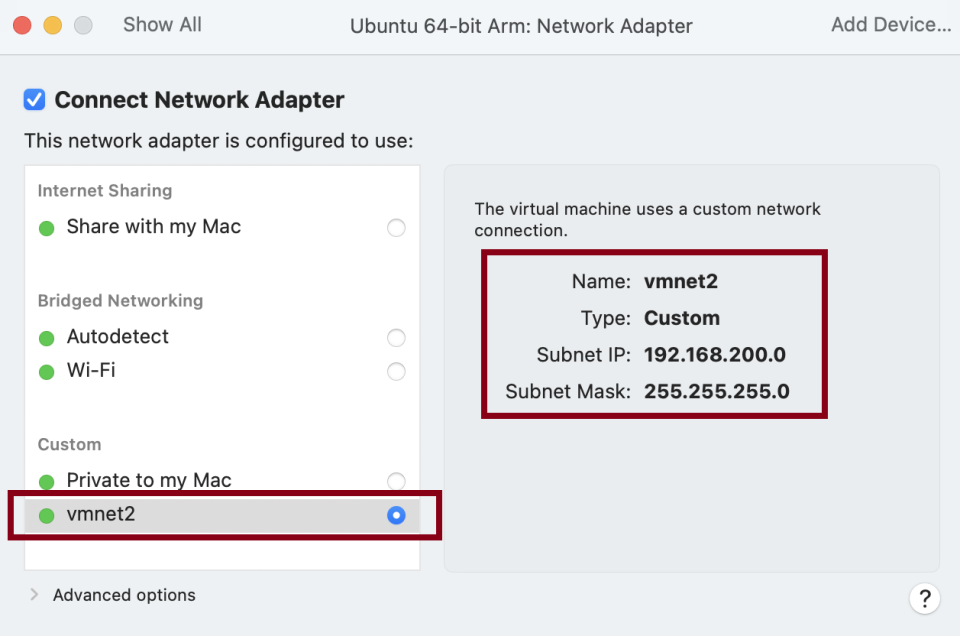 Show All
Ubuntu 64-bit Arm: Network Adapter
Add Device...
Connect Network Adapter
This network adapter is configured to use:
Internet Sharing
Share with my Mac
Bridged Networking
Autodetect
Wi-Fi
Custom
Private to my Mac
vmnet2
The virtual machine uses a custom network
connection.
Name: vmnet2
Type: Custom
Subnet IP: 192.168.200.0
Subnet Mask: 255.255.255.0
Advanced options
?